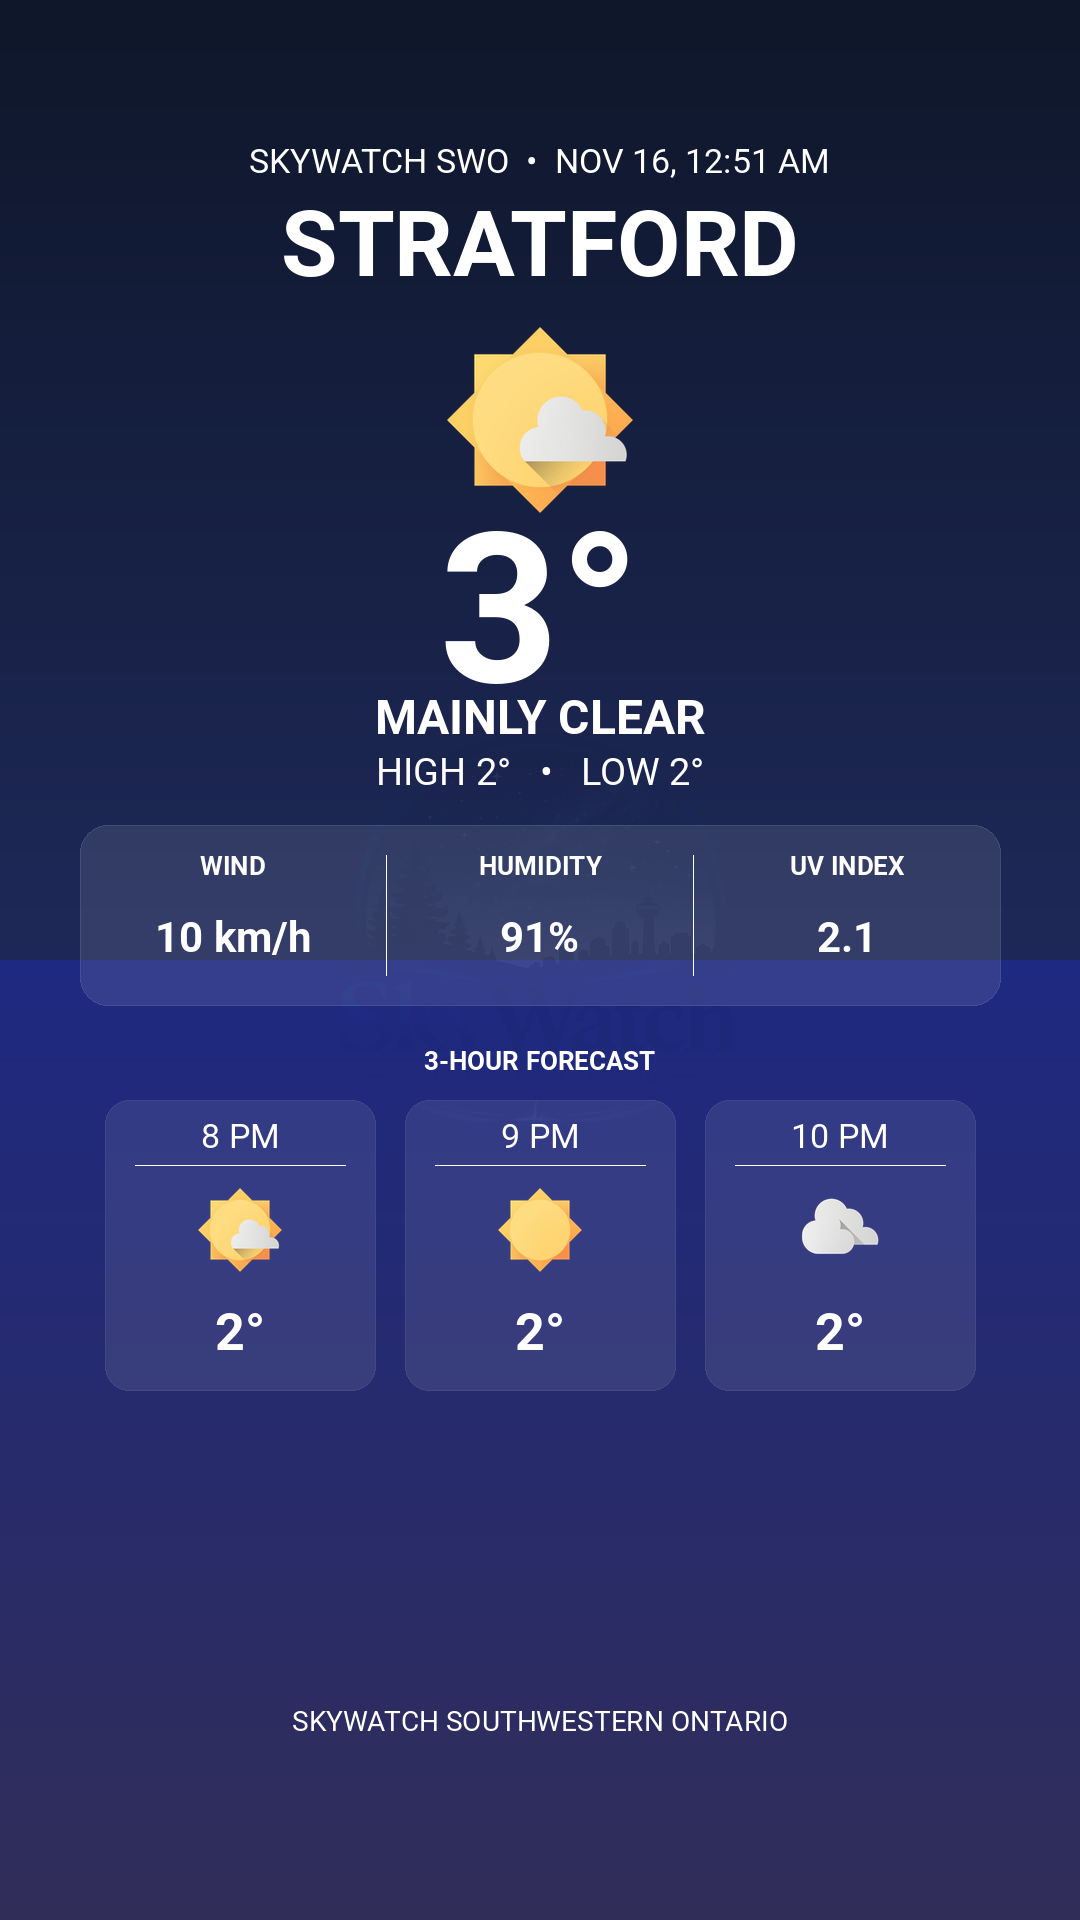 SKYWATCH SWO • NOV 16, 12:51 AM
STRATFORD
3°
MAINLY CLEAR
HIGH 2° • LOW 2°
WIND HUMIDITY UV INDEX
10 km/h 91% 2.1
SkyWatch
3-HOUR FORECAST
8 PM 9 PM 10 PM
2° 2° 2°
SKYWATCH SOUTHWESTERN ONTARIO